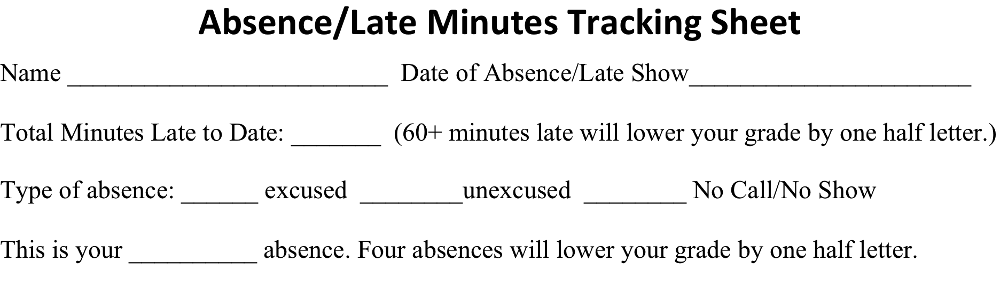 Absence/Late Minutes Tracking Sheet
Name _________________________ Date of Absence/Late Show______________________
Total Minutes Late to Date: _______ (60+ minutes late will lower your grade by one half letter.)
Type of absence: ______ excused ________unexcused ________ No Call/No Show
This is your __________ absence. Four absences will lower your grade by one half letter.